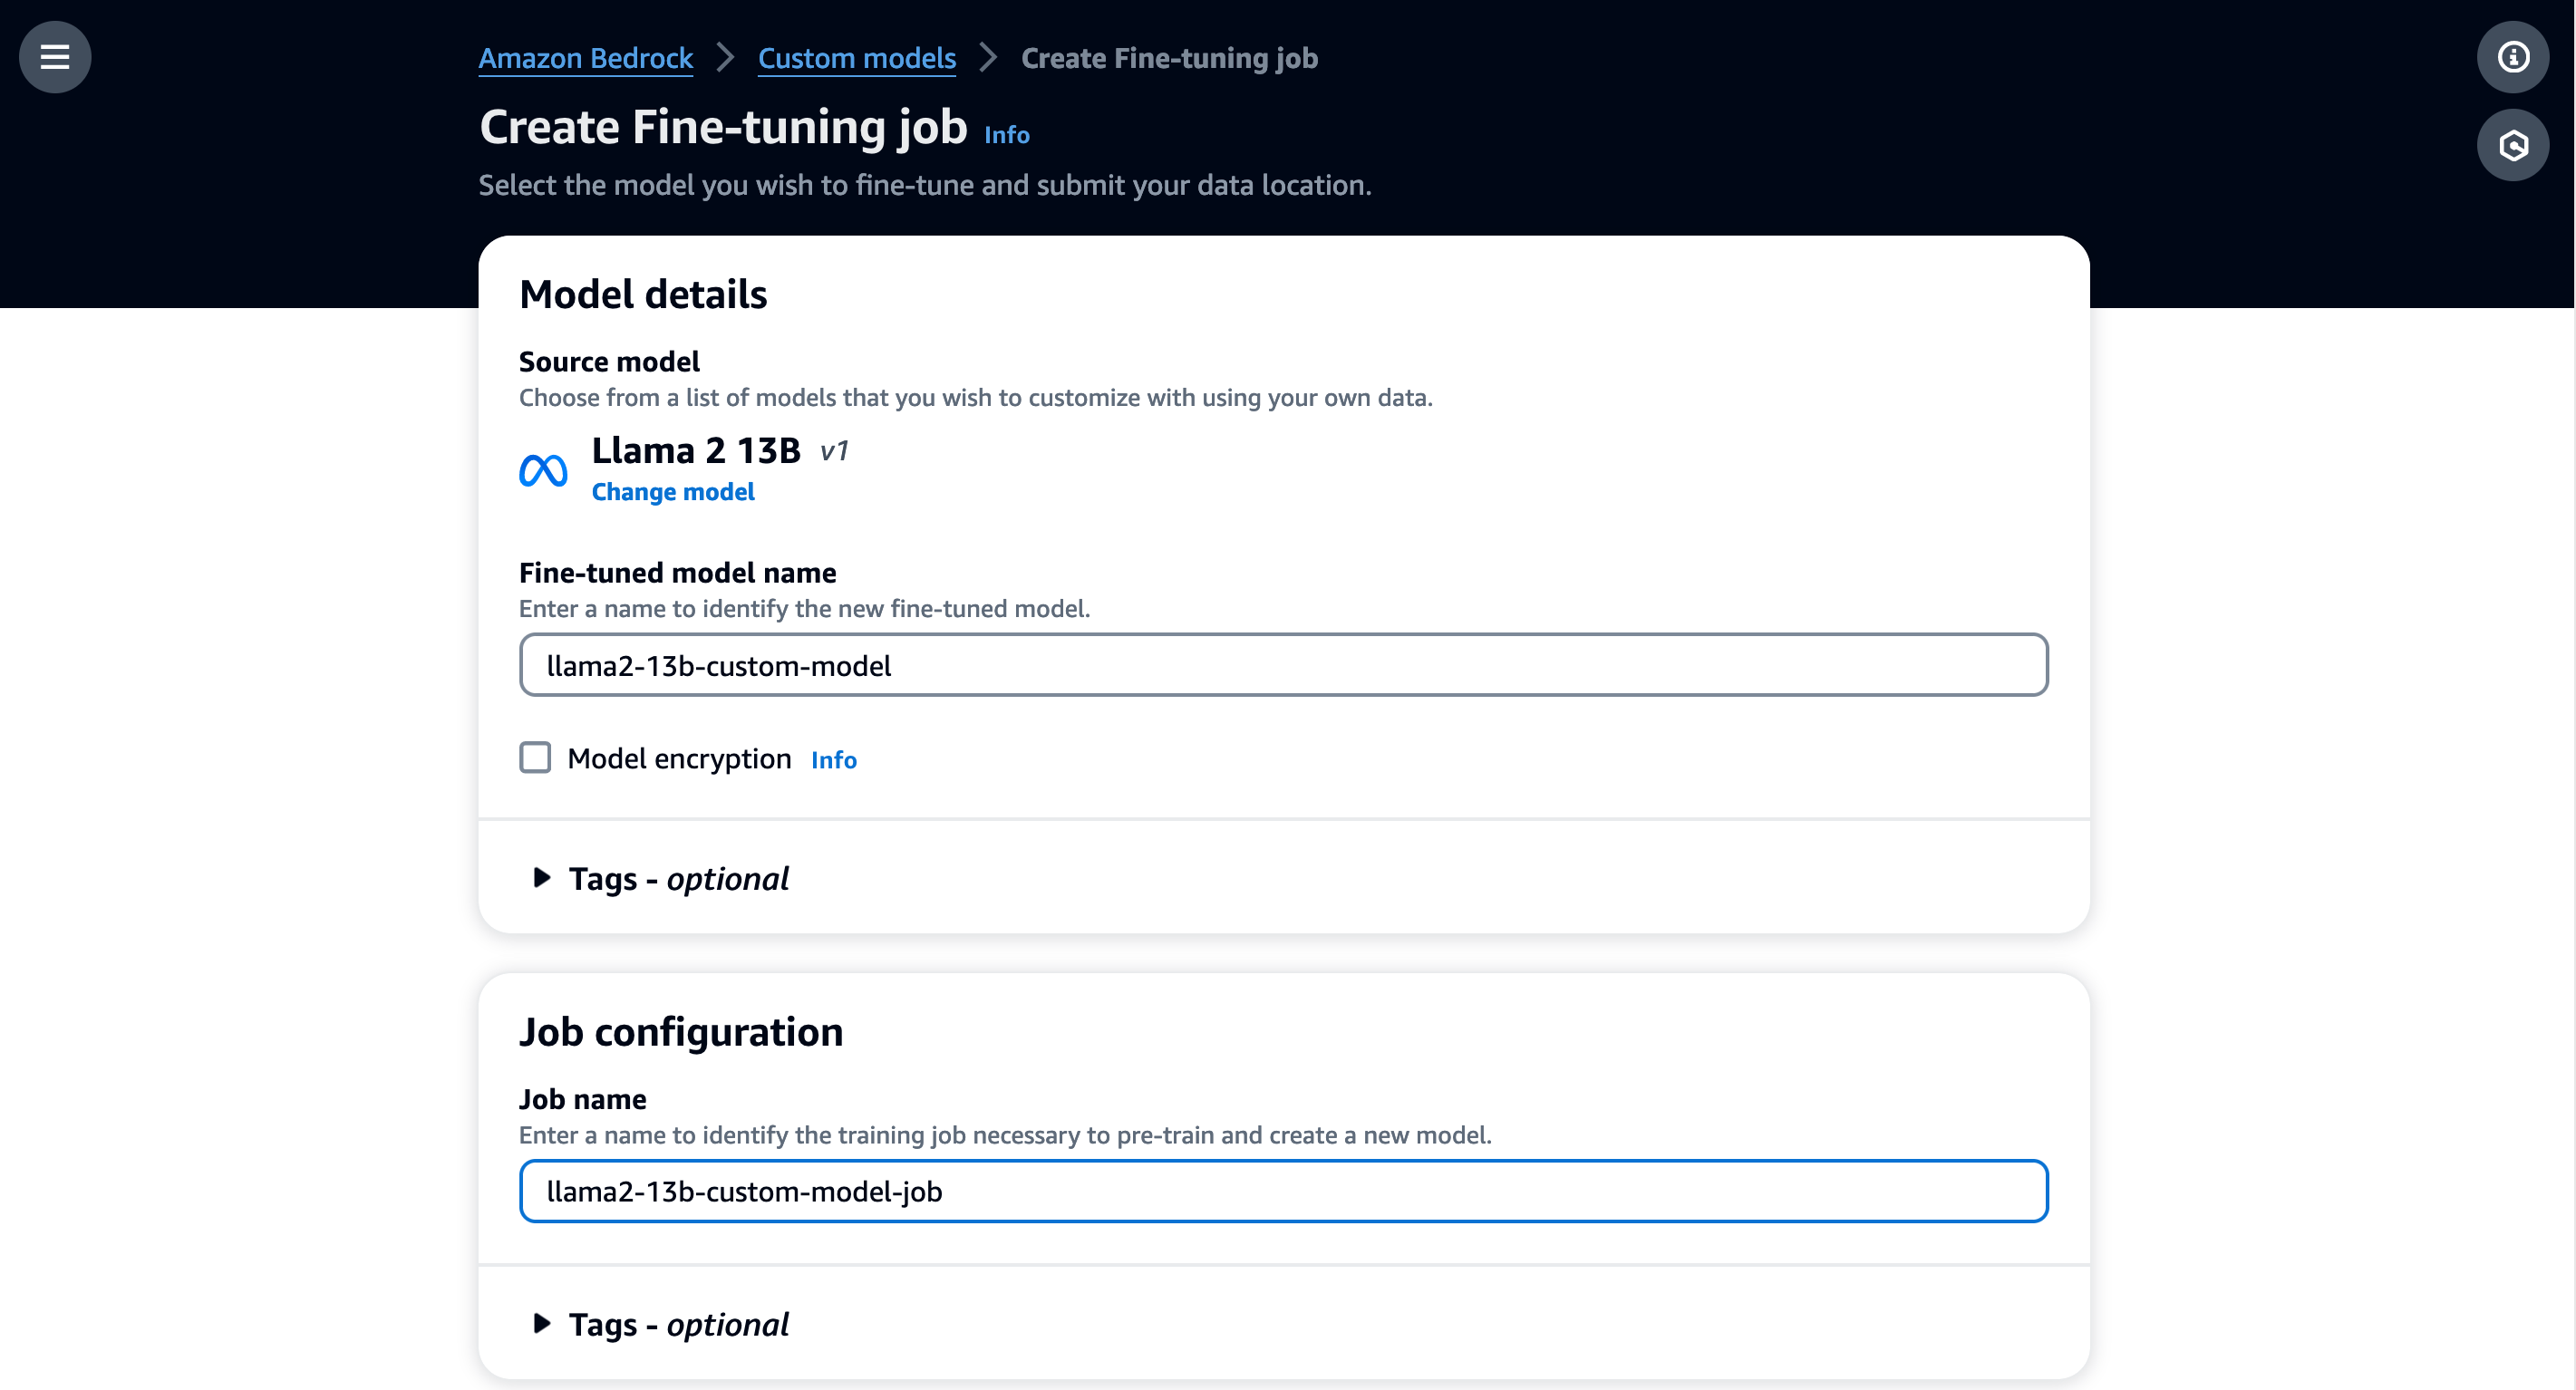 Amazon Bedrock > Custom models > Create Fine-tuning job
Create Fine-tuning job Info
Select the model you wish to fine-tune and submit your data location.
Model details
Source model
Choose from a list of models that you wish to customize with using your own data.
Llama 2 13B v1
Change model
Fine-tuned model name
Enter a name to identify the new fine-tuned model.
llama2-13b-custom-model
Model encryption Info
Tags - optional
Job configuration
Job name
Enter a name to identify the training job necessary to pre-train and create a new model.
llama2-13b-custom-model-job
Tags - optional